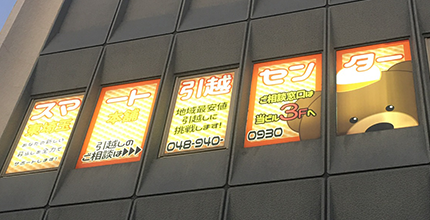 スマート引越センター
本舗
引越しの
ご相談は▶▶▶
地域最安値
引越しに
挑戦します!
048-940-
ご相談窓口は
当ビル3Fへ
0930